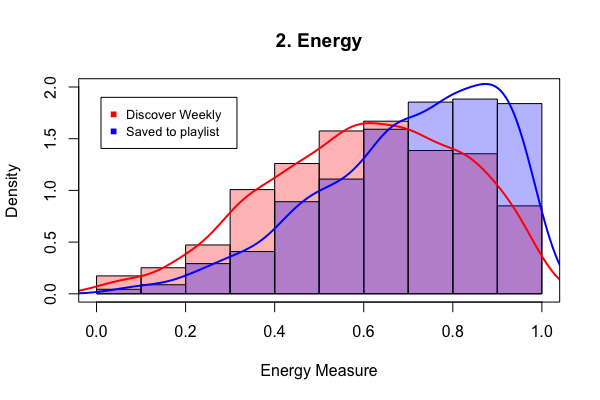 2. Energy
Density
2.0
1.5
1.0
0.5
0.0
Discover Weekly
Saved to playlist
0.0 0.2 0.4 0.6 0.8 1.0
Energy Measure